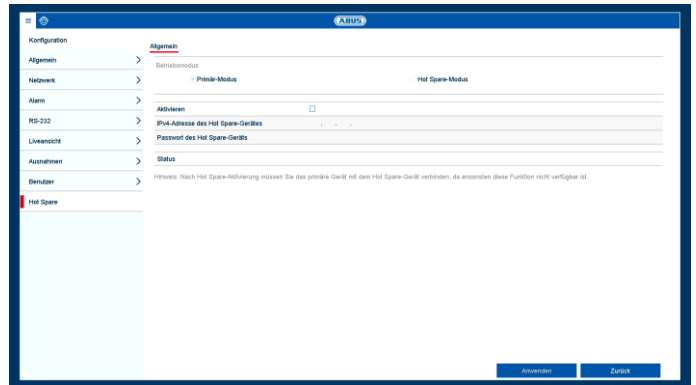 ABUS
Konfiguration
Allgemein
Netzwerk
Alarm
RS-232
Liveansicht
Ausnahmen
Benutzer
Hot Spare
Allgemein
Betriebsmodus
Primär-Modus Hot Spare-Modus
Aktivieren
IPv4-Adresse des Hot Spare-Gerätes . . .
Passwort des Hot Spare-Geräts
Status
Hinweis: Nach Hot Spare-Aktivierung müssen Sie das primäre Gerät mit dem Hot Spare-Gerät verbinden, da ansonsten diese Funktion nicht verfügbar ist.
Anwenden Zurück